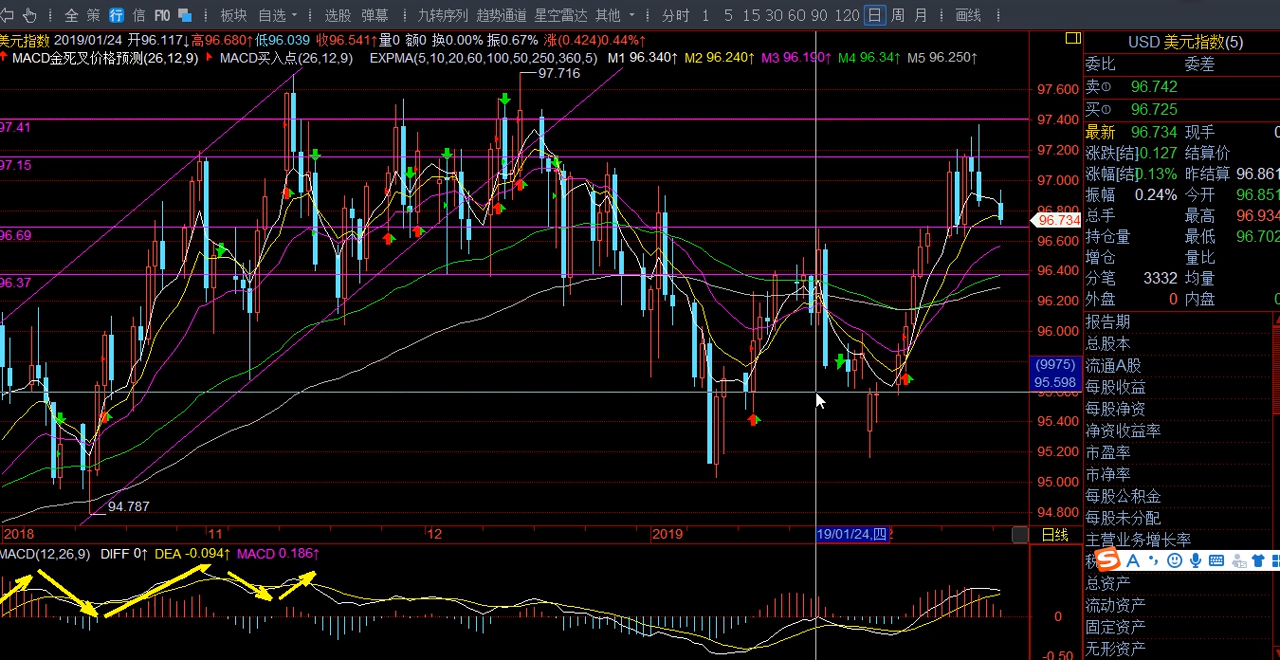 全 策 行 信 F10 板块 自选 选股 弹幕 九转序列 趋势通道 星空雷达 其他 分时 1 5 15 30 60 90 120 日 周 月 画线
美元指数 2019/01/24 开96.117↓高96.680↑低96.039 收96.541↑量0 额0 换0.00% 振0.67% 涨(0.424)0.44%↑
MACD金死叉价格预测(26,12,9) MACD买入点(26,12,9) EXPMA(5,10,20,60,100,50,250,360,5) M1 96.340↑ M2 96.240↑ M3 96.190↑ M4 96.34↑ M5 96.250↑
97.716
97.41
97.15
96.69
96.37
94.787
97.600
97.400
97.200
97.000
96.800
96.734
96.600
96.400
96.200
96.000
(9975)
95.598
95.400
95.200
95.000
94.800
2018 11 12 2019 19/01/24,四 日线
MACD(12,26,9) DIFF 0↑ DEA -0.094↑ MACD 0.186↑
0
-0.50
USD 美元指数(5)
委比 委差
卖① 96.742
买① 96.725
最新 96.734 现手
涨跌[结]0.127 结算价
涨幅[结]0.13% 昨结算 96.861
振幅 0.24% 今开 96.851
总手 最高 96.934
持仓量 最低 96.702
增仓 量比
分笔 3332 均量
外盘 0 内盘 0
报告期
总股本
流通A股
每股收益
每股净资
净资收益率
市盈率
市净率
每股公积金
每股未分配
主营业务增长率
总资产
流动资产
固定资产
无形资产